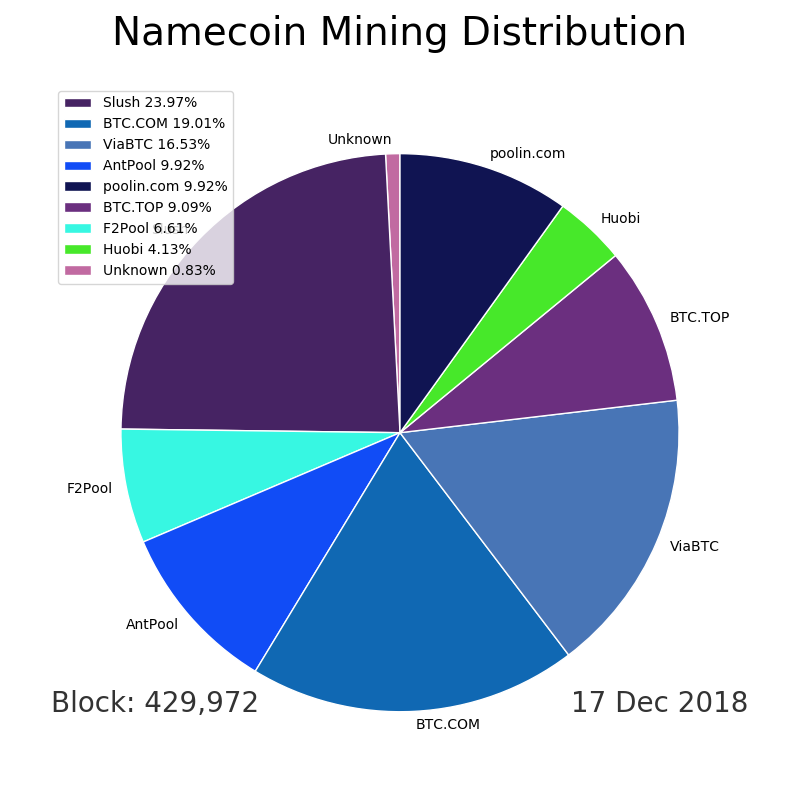 Namecoin Mining Distribution
Slush 23.97%
BTC.COM 19.01%
ViaBTC 16.53%
AntPool 9.92%
poolin.com 9.92%
BTC.TOP 9.09%
F2Pool 6.61%
Huobi 4.13%
Unknown 0.83%
Unknown
poolin.com
Huobi
BTC.TOP
ViaBTC
BTC.COM
AntPool
F2Pool
Block: 429,972
17 Dec 2018